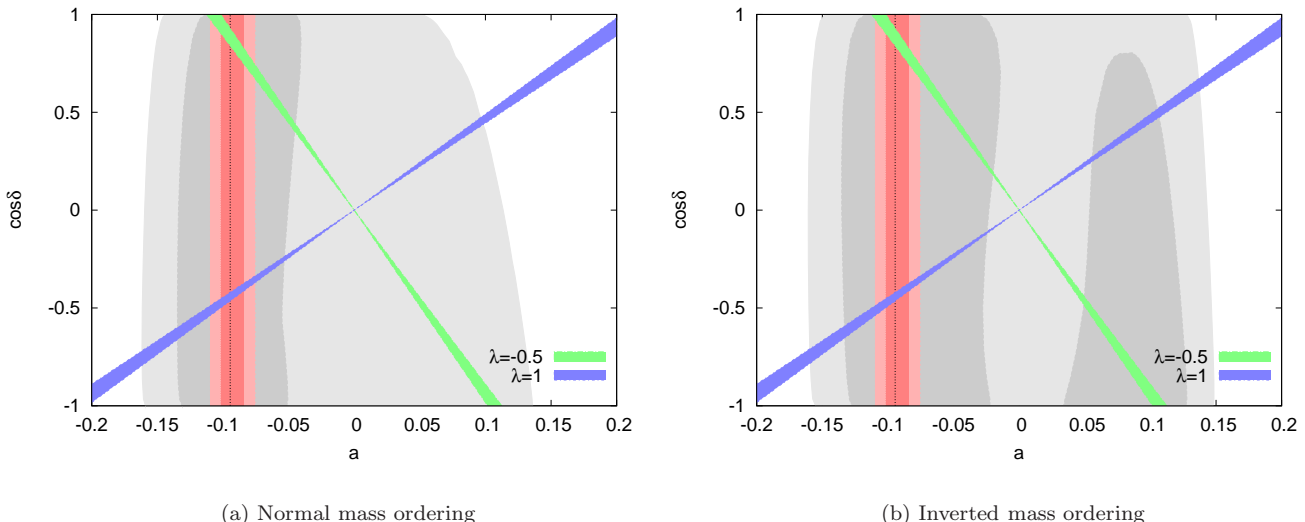 1
0.5
0
-0.5
-1
cosδ
λ=-0.5
λ=1
-0.2 -0.15 -0.1 -0.05 0 0.05 0.1 0.15 0.2
a
(a) Normal mass ordering
1
0.5
0
-0.5
-1
cosδ
λ=-0.5
λ=1
-0.2 -0.15 -0.1 -0.05 0 0.05 0.1 0.15 0.2
a
(b) Inverted mass ordering